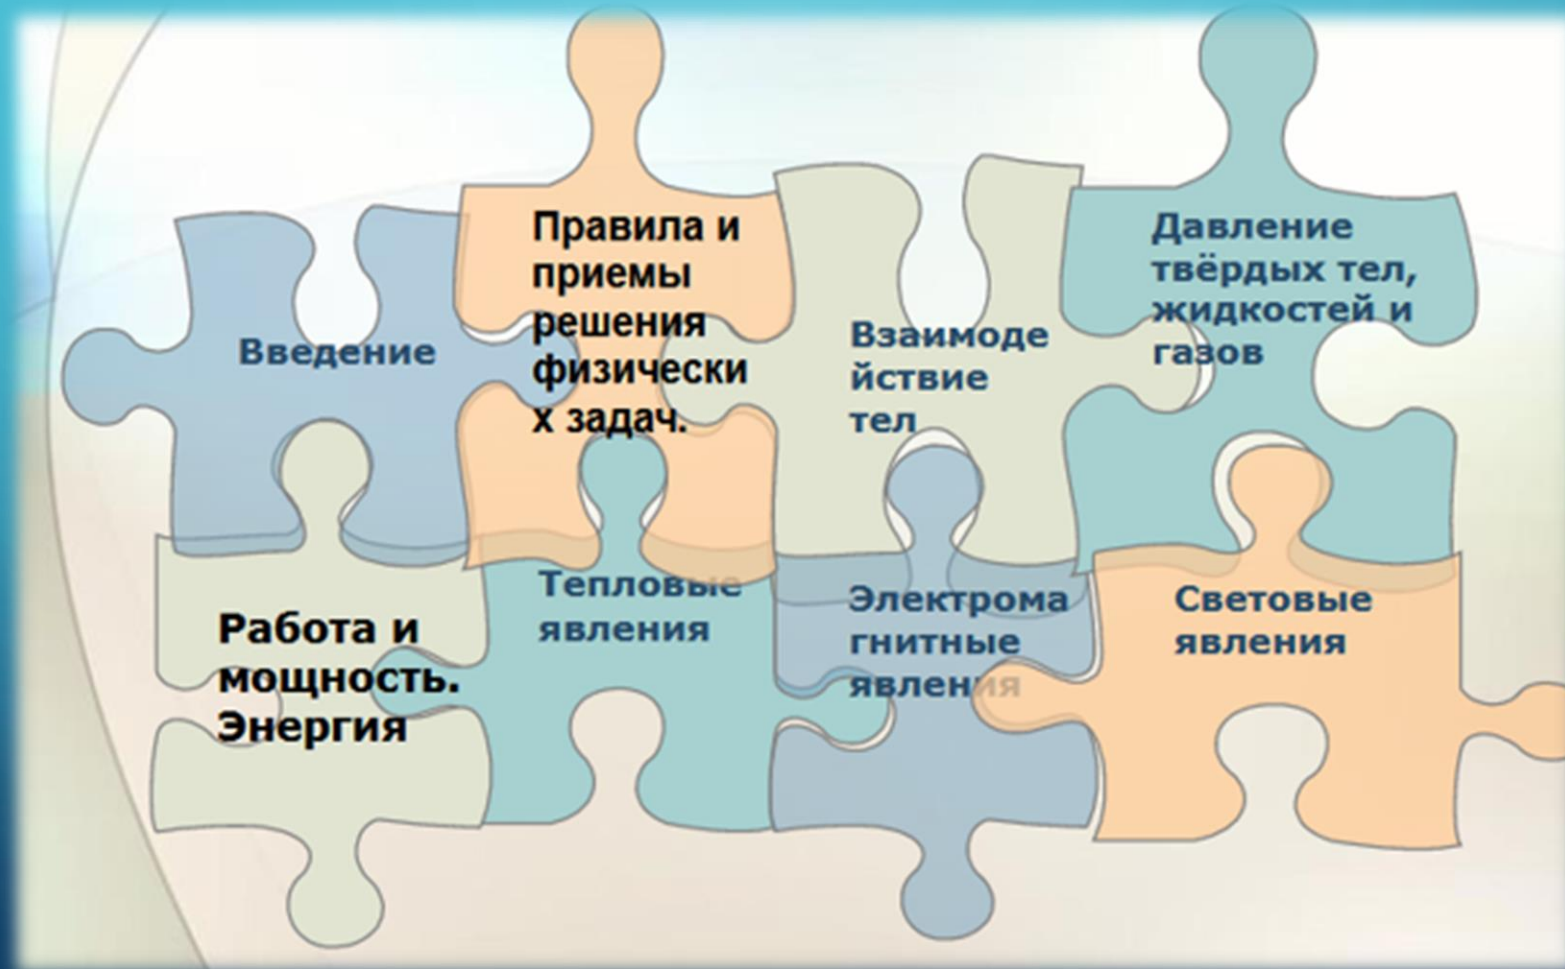 Введение
Правила и
приемы
решения
физически
х задач.
Взаимоде
йствие
тел
Давление
твёрдых тел,
жидкостей и
газов
Работа и
мощность.
Энергия
Тепловые
явления
Электрома
гнитные
явления
Световые
явления